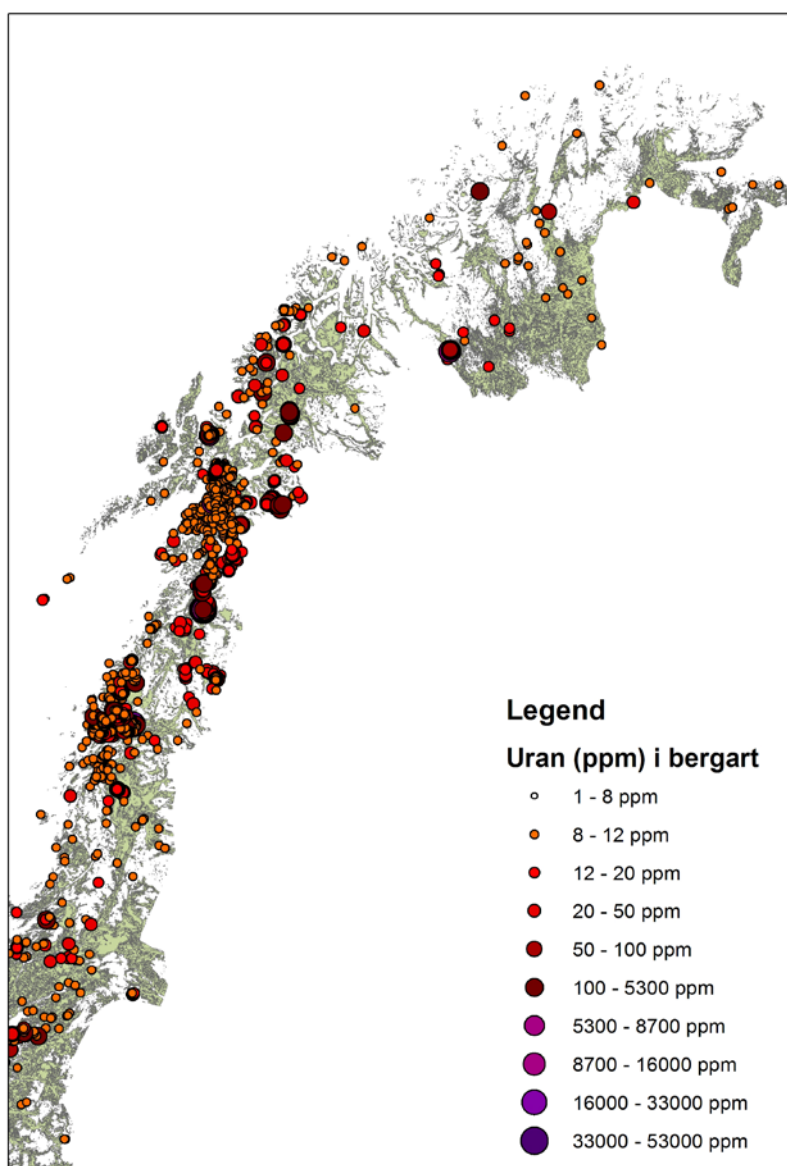 Legend
Uran (ppm) i bergart
1 - 8 ppm
8 - 12 ppm
12 - 20 ppm
20 - 50 ppm
50 - 100 ppm
100 - 5300 ppm
5300 - 8700 ppm
8700 - 16000 ppm
16000 - 33000 ppm
33000 - 53000 ppm